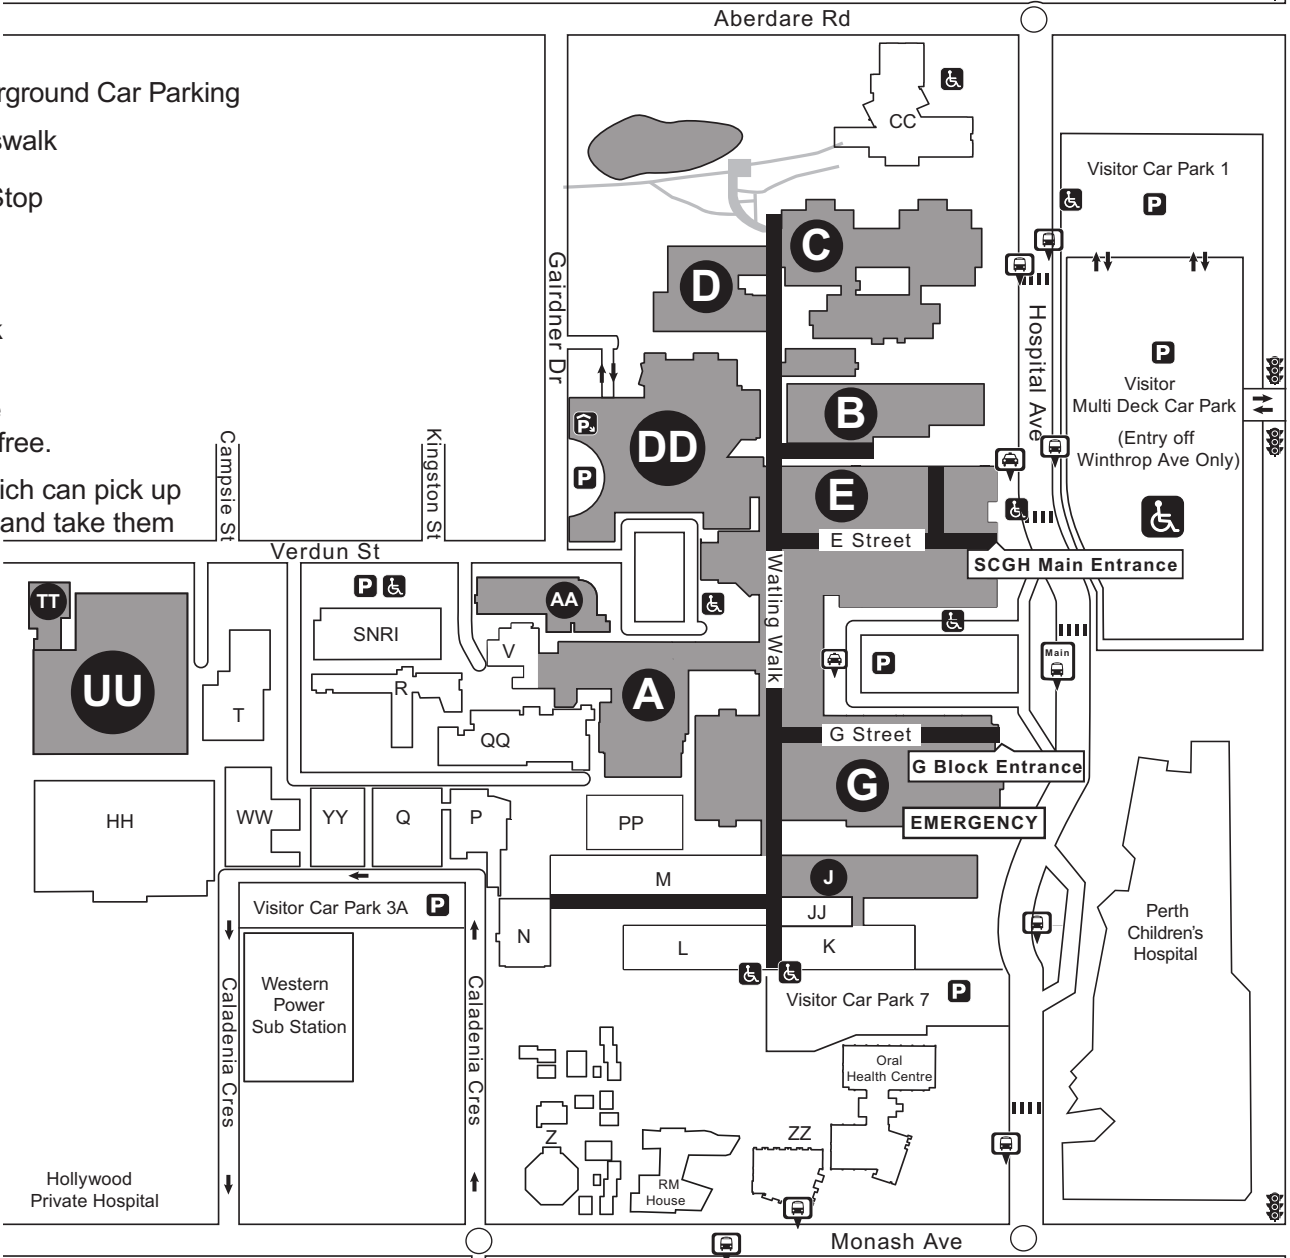 Aberdare Rd
rground Car Parking
swalk
Stop
free.
ich can pick up
and take them
CC
Visitor Car Park 1
P
C
D
Gairdner Dr
Hospital Ave
P
Visitor
Multi Deck Car Park
(Entry off
Winthrop Ave Only)
B
P
DD
P
E
Campsie St
Kingston St
Verdun St
E Street
SCGH Main Entrance
Watling Walk
TT
P
AA
SNRI
V
UU
T
R
A
P
Main
QQ
G Street
G Block Entrance
G
EMERGENCY
HH
WW
YY
Q
P
PP
M
J
JJ
Visitor Car Park 3A
P
N
L
K
Perth
Children's
Hospital
Western
Power
Sub Station
Caladenia Cres
Caladenia Cres
Visitor Car Park 7
P
Oral
Health Centre
Z
ZZ
RM
House
Hollywood
Private Hospital
Monash Ave